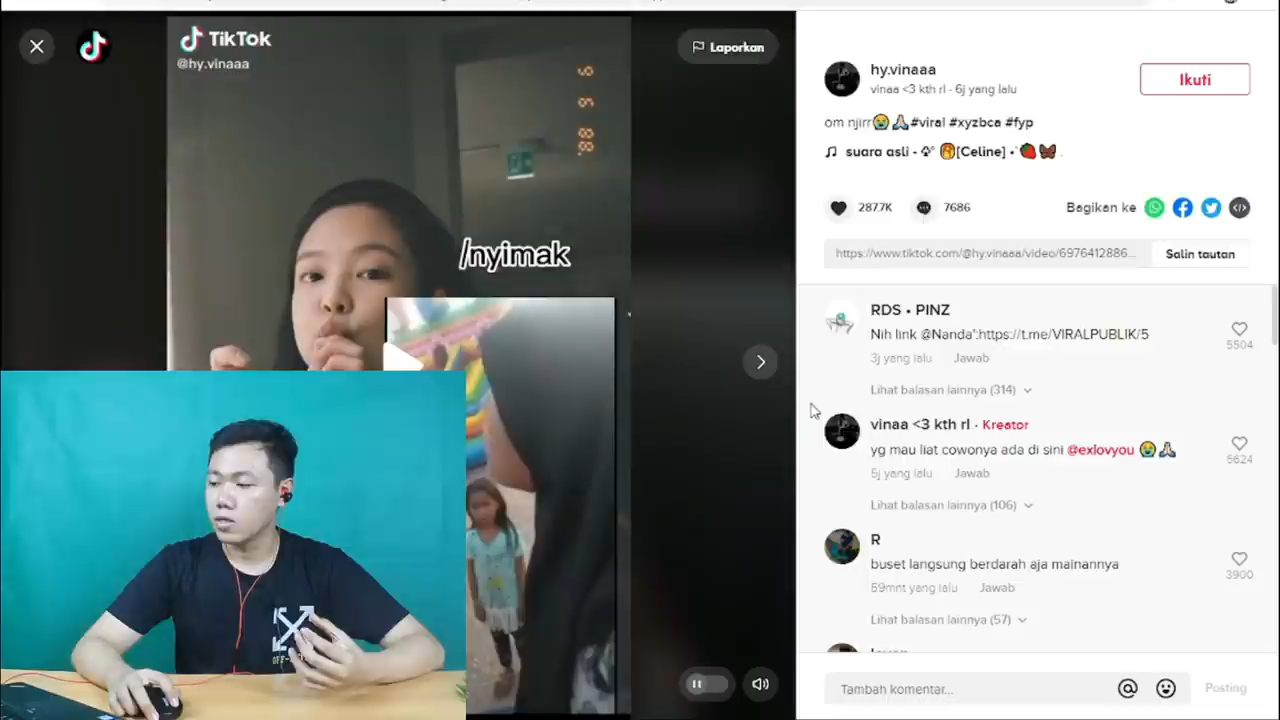 TikTok
@hy.vinaaa
Laporkan
/nyimak
hy.vinaaa
vinaa <3 kth rl · 6j yang lalu
Ikuti
om njirr😭🙏#viral #xyzbca #fyp
suara asli - [Celine]
287.7K
7686
Bagikan ke
https://www.tiktok.com/@hy.vinaaa/video/6976412886...
Salin tautan
RDS • PINZ
Nih link @Nanda':https://t.me/VIRALPUBLIK/5
5504
3j yang lalu Jawab
Lihat balasan lainnya (314)
vinaa <3 kth rl · Kreator
yg mau liat cowonya ada di sini @exlovyou 😭🙏
5624
5j yang lalu Jawab
Lihat balasan lainnya (106)
R
buset langsung berdarah aja mainannya
3900
59mnt yang lalu Jawab
Lihat balasan lainnya (57)
Tambah komentar...
Posting